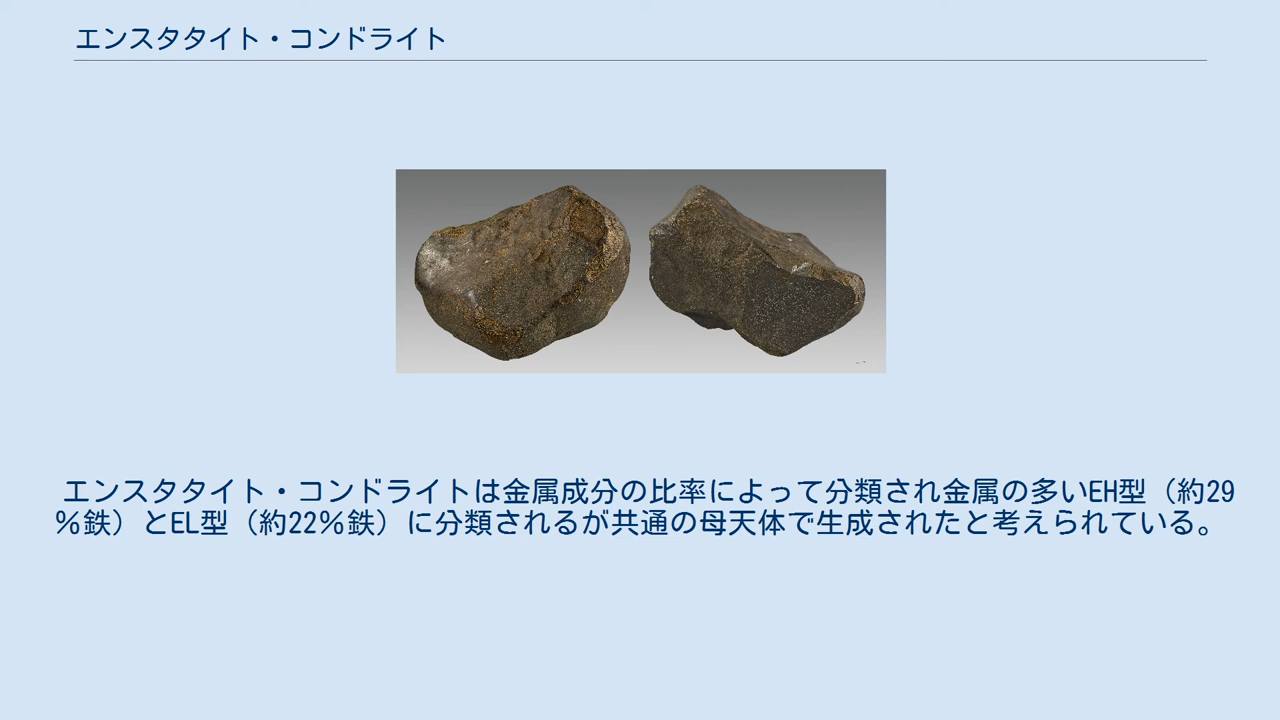 エンスタタイト・コンドライト
エンスタタイト・コンドライトは金属成分の比率によって分類され金属の多いEH型（約29
％鉄）とEL型（約22％鉄）に分類されるが共通の母天体で生成されたと考えられている。